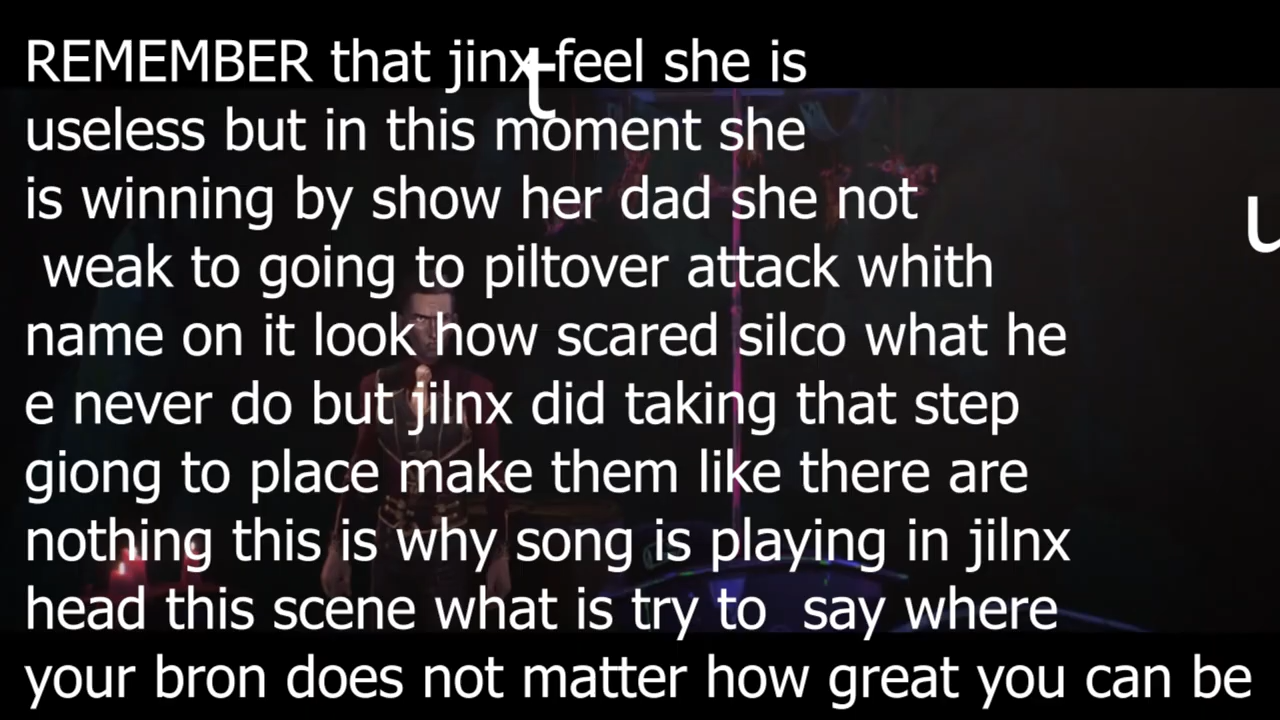 REMEMBER that jinx feel she is
t
useless but in this moment she
is winning by show her dad she not
u
weak to going to piltover attack whith
name on it look how scared silco what he
e never do but jilnx did taking that step
giong to place make them like there are
nothing this is why song is playing in jilnx
head this scene what is try to  say where
your bron does not matter how great you can be